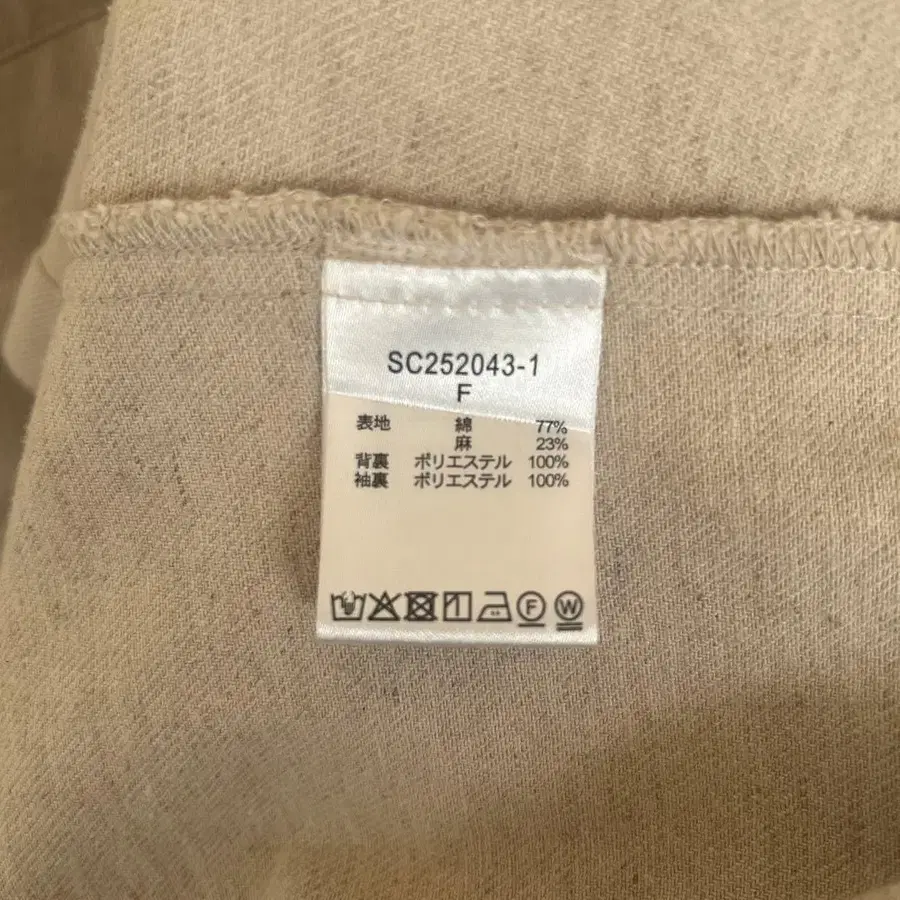 SC252043-1
F
表地 綿 77%
麻 23%
背裏 ポリエステル 100%
袖裏 ポリエステル 100%
F W